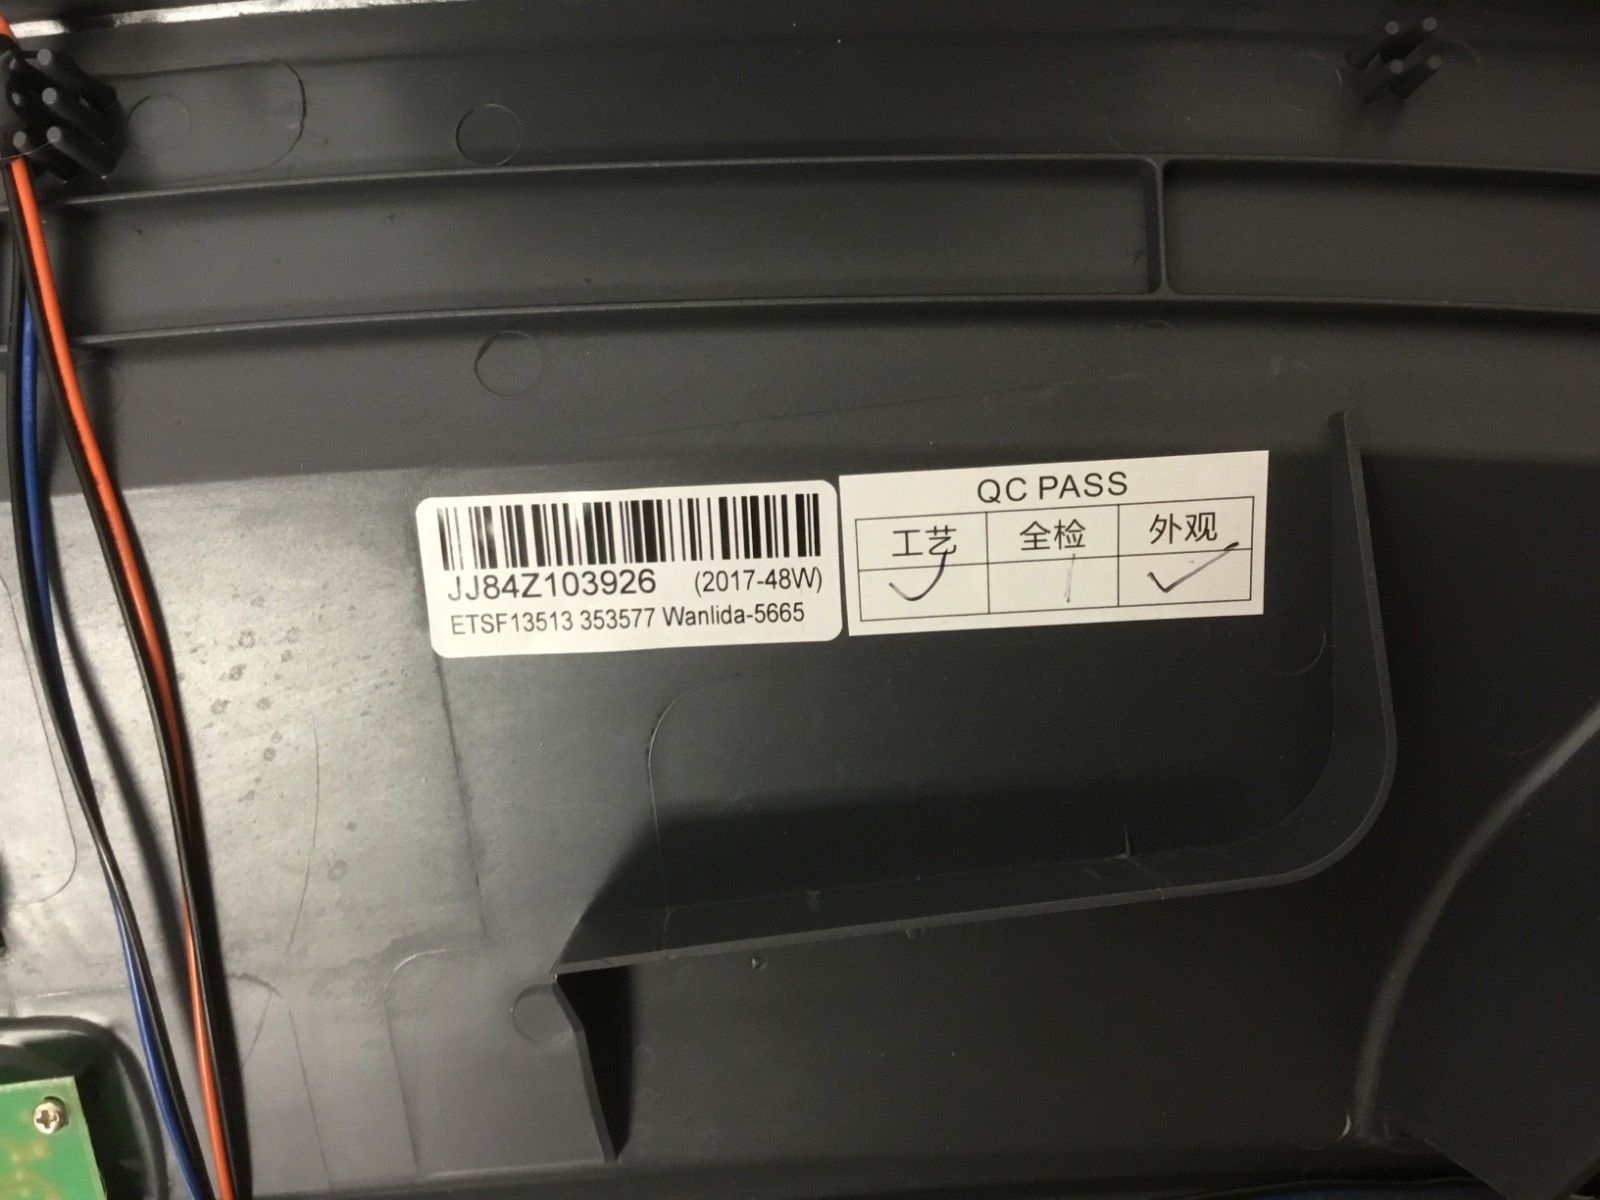 JJ84Z103926 (2017-48W)
ETSF13513 353577 Wanlida-5665
QC PASS
工艺 全检 外观